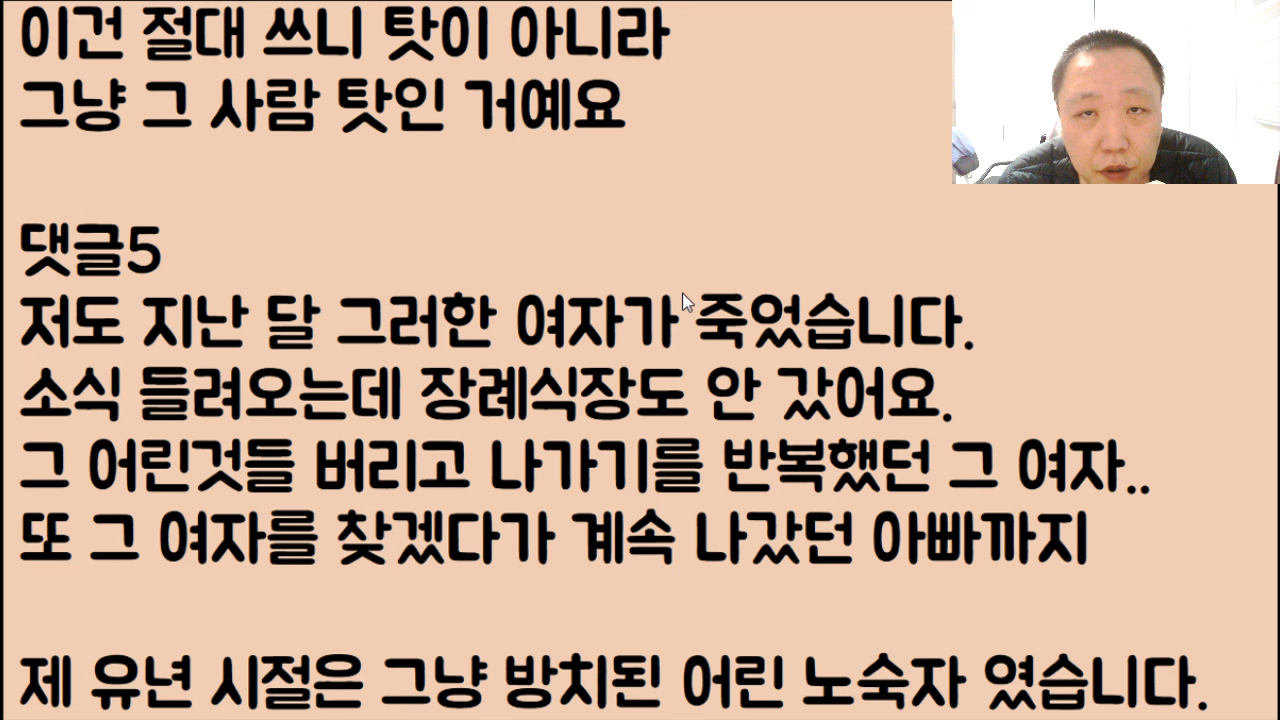 이건 절대 쓰니 탓이 아니라
그냥 그 사람 탓인 거예요
댓글5
저도 지난 달 그러한 여자가 죽었습니다.
소식 들려오는데 장례식장도 안 갔어요.
그 어린것들 버리고 나가기를 반복했던 그 여자..
또 그 여자를 찾겠다가 계속 나갔던 아빠까지
제 유년 시절은 그냥 방치된 어린 노숙자 였습니다.